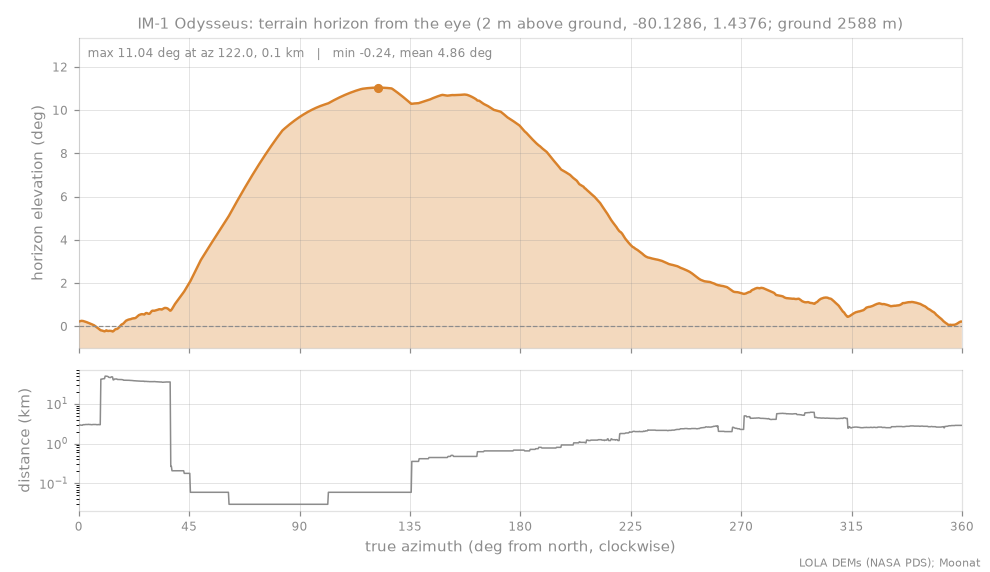 IM-1 Odysseus: terrain horizon from the eye (2 m above ground, -80.1286, 1.4376; ground 2588 m)
max 11.04 deg at az 122.0, 0.1 km | min -0.24, mean 4.86 deg
horizon elevation (deg)
12
10
8
6
4
2
0
distance (km)
10¹
10⁰
10⁻¹
0 45 90 135 180 225 270 315 360
true azimuth (deg from north, clockwise)
LOLA DEMs (NASA PDS); Moonat